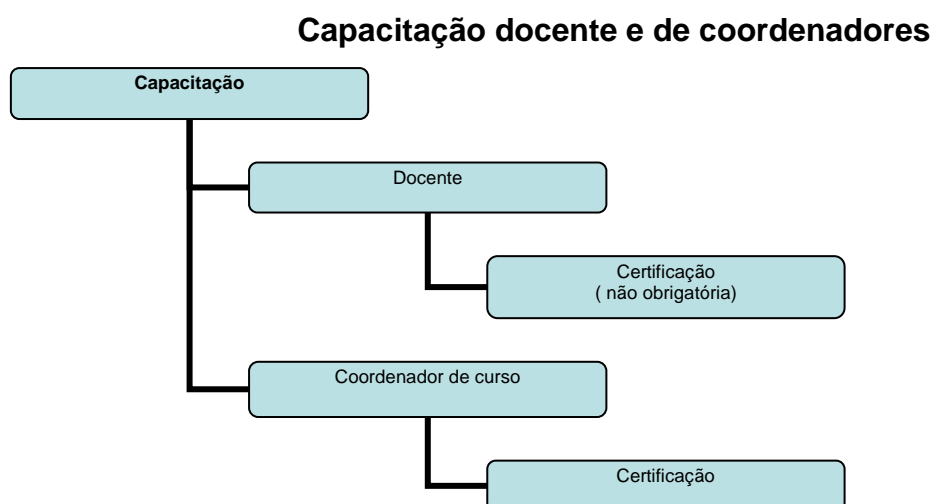 Capacitação docente e de coordenadores
Capacitação
Docente
Certificação
( não obrigatória)
Coordenador de curso
Certificação